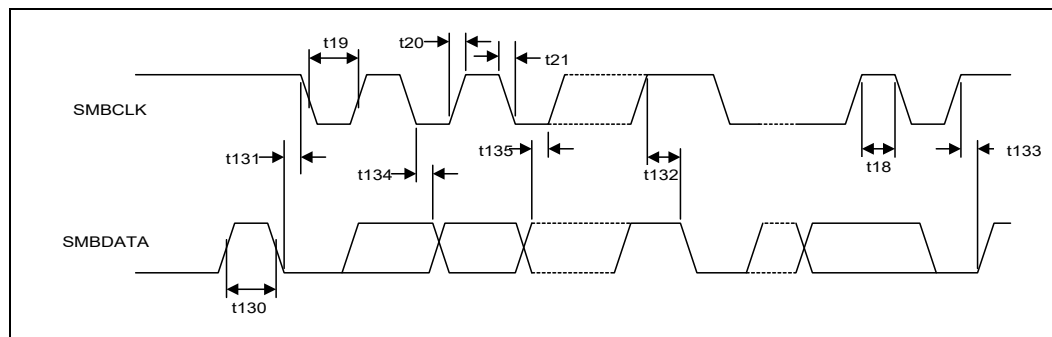 t19
t20
t21
SMBCLK
t131
t134
t135
t132
t18
t133
SMBDATA
t130